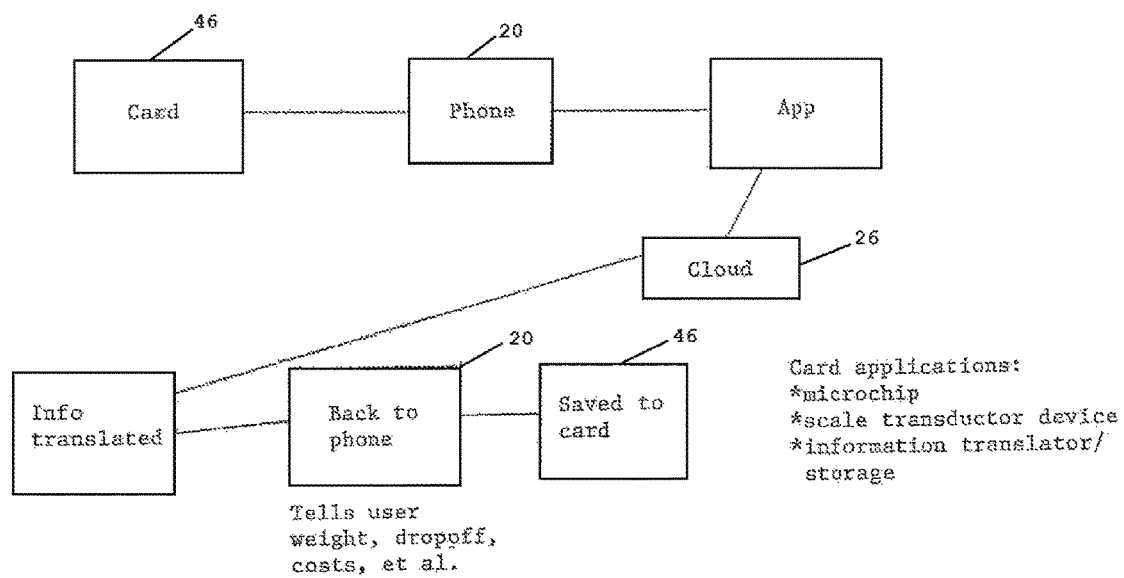 46
20
Card
Phone
App
26
Cloud
20
46
Info
translated
Back to
phone
Saved to
card
Card applications:
*microchip
*scale transductor device
*information translator/
storage
Tells user
weight, dropoff,
costs, et al.